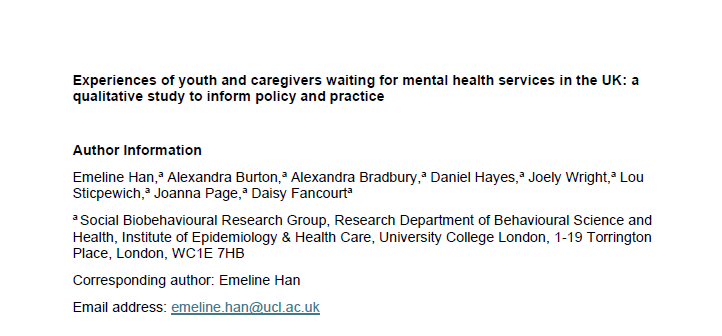 Experiences of youth and caregivers waiting for mental health services in the UK: a
qualitative study to inform policy and practice
Author Information
Emeline Han,ª Alexandra Burton,ª Alexandra Bradbury,ª Daniel Hayes,ª Joely Wright,ª Lou
Sticpewich,ª Joanna Page,ª Daisy Fancourtª
ª Social Biobehavioural Research Group, Research Department of Behavioural Science and
Health, Institute of Epidemiology & Health Care, University College London, 1-19 Torrington
Place, London, WC1E 7HB
Corresponding author: Emeline Han
Email address: emeline.han@ucl.ac.uk